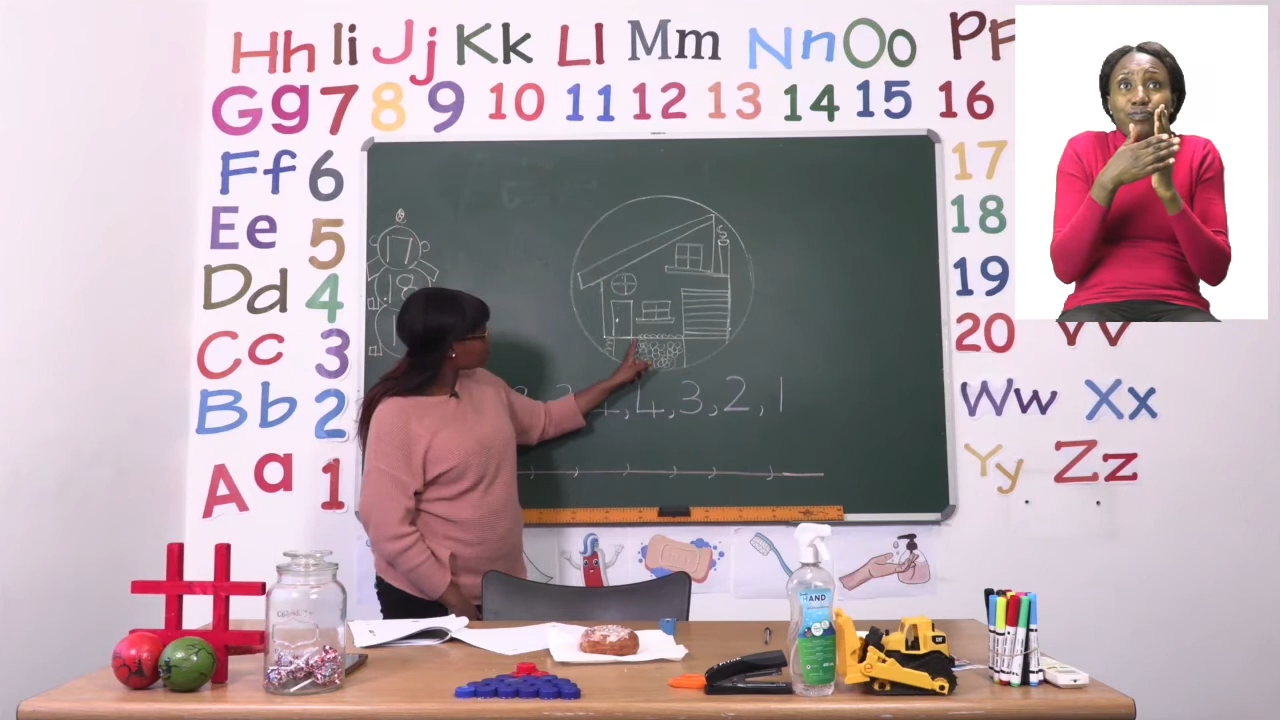 Hh Ii Jj Kk Ll Mm Nn Oo
Gg 7 8 9 10 11 12 13 14 15 16
Ff 6
17
Ee 5
18
Dd 4
19
Cc 3
20
Bb 2
Ww Xx
Aa 1
Yy Zz
17
18
4, 3, 2, 1
HAND
CAT